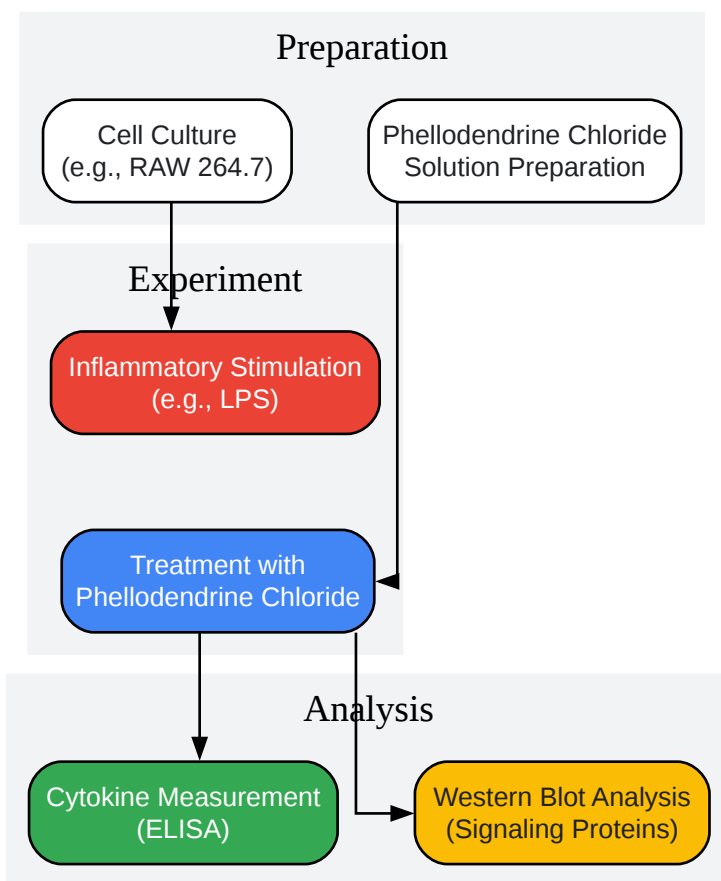 Preparation
Cell Culture
(e.g., RAW 264.7)
Phellodendrine Chloride
Solution Preparation
Experiment
Inflammatory Stimulation
(e.g., LPS)
Treatment with
Phellodendrine Chloride
Analysis
Cytokine Measurement
(ELISA)
Western Blot Analysis
(Signaling Proteins)